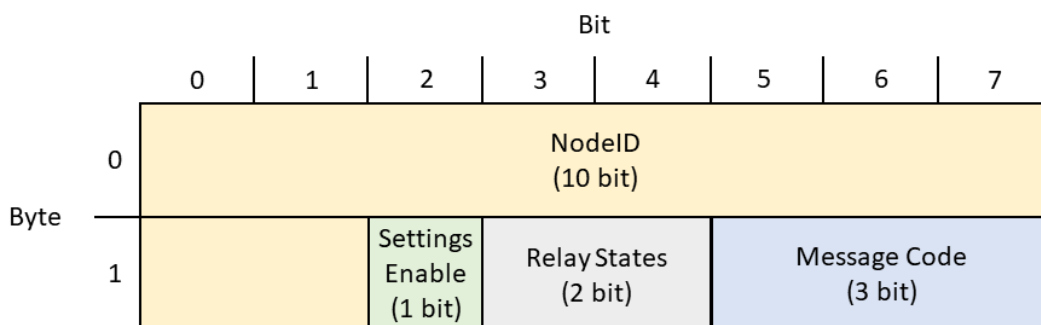 Bit
0 1 2 3 4 5 6 7
0
NodeID
(10 bit)
Byte
1
Settings
Enable
(1 bit)
Relay States
(2 bit)
Message Code
(3 bit)